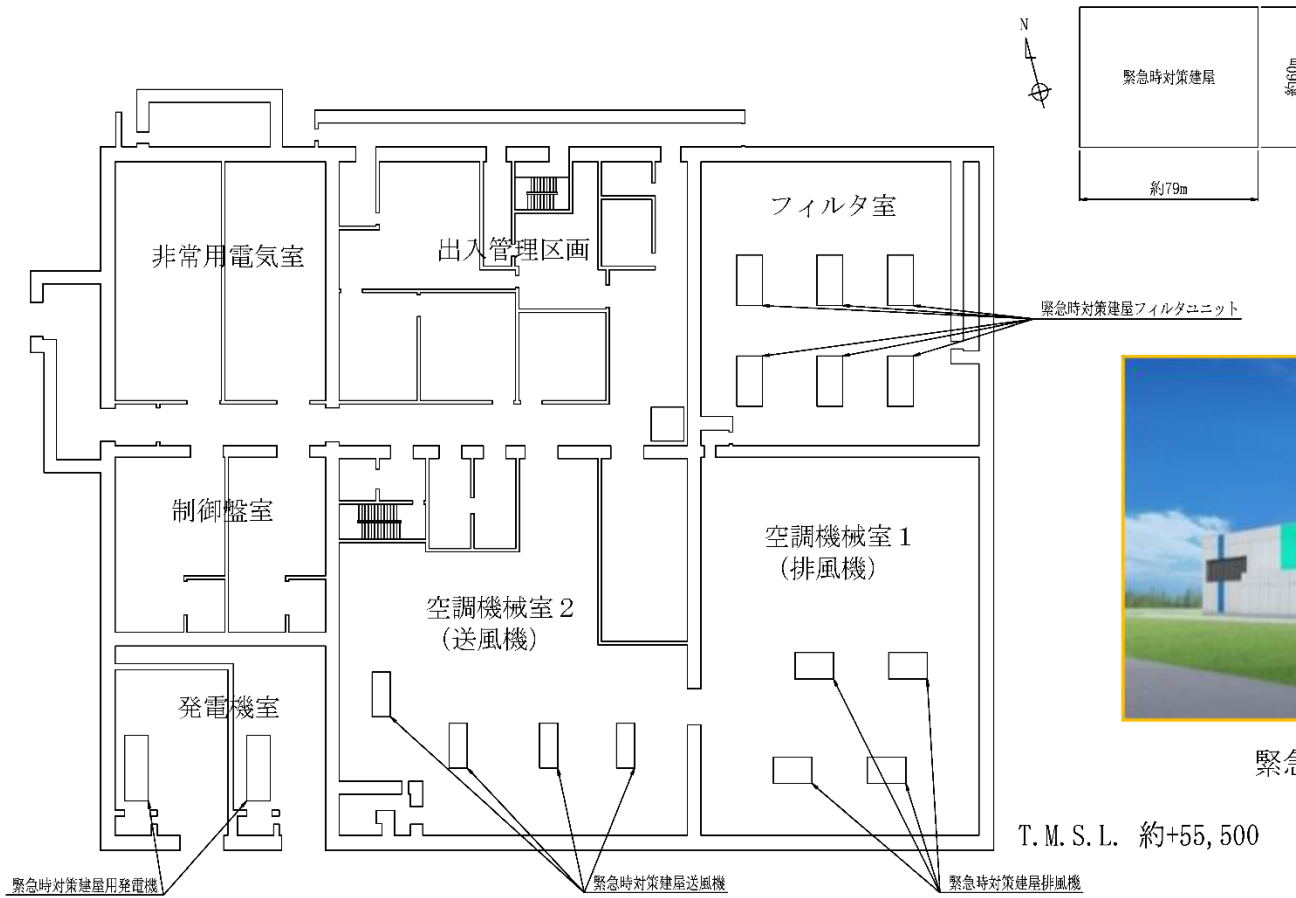 N
緊急時対策建屋
約60m
約79m
フィルタ室
非常用電気室
出入管理区画
緊急時対策建屋フィルタユニット
制御盤室
空調機械室1
(排風機)
空調機械室2
(送風機)
発電機室
緊急
T.M.S.L. 約+55,500
緊急時対策建屋用発電機
緊急時対策建屋送風機
緊急時対策建屋排風機